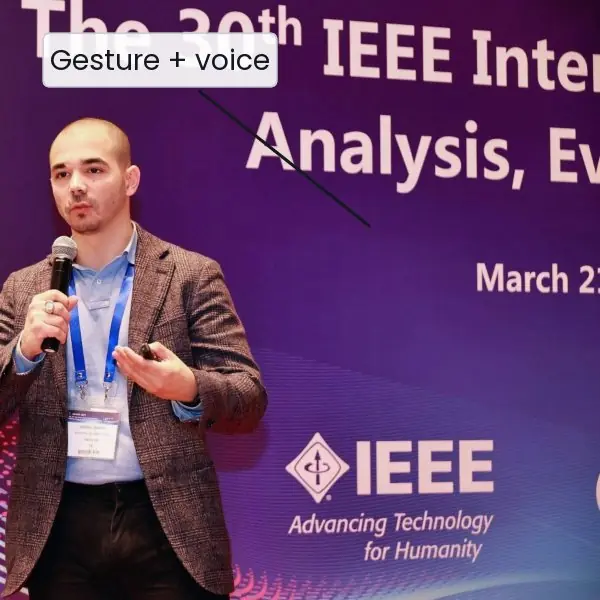 The 30th IEEE Inter
Gesture + voice
Analysis, Ev
March 2
IEEE
Advancing Technology
for Humanity